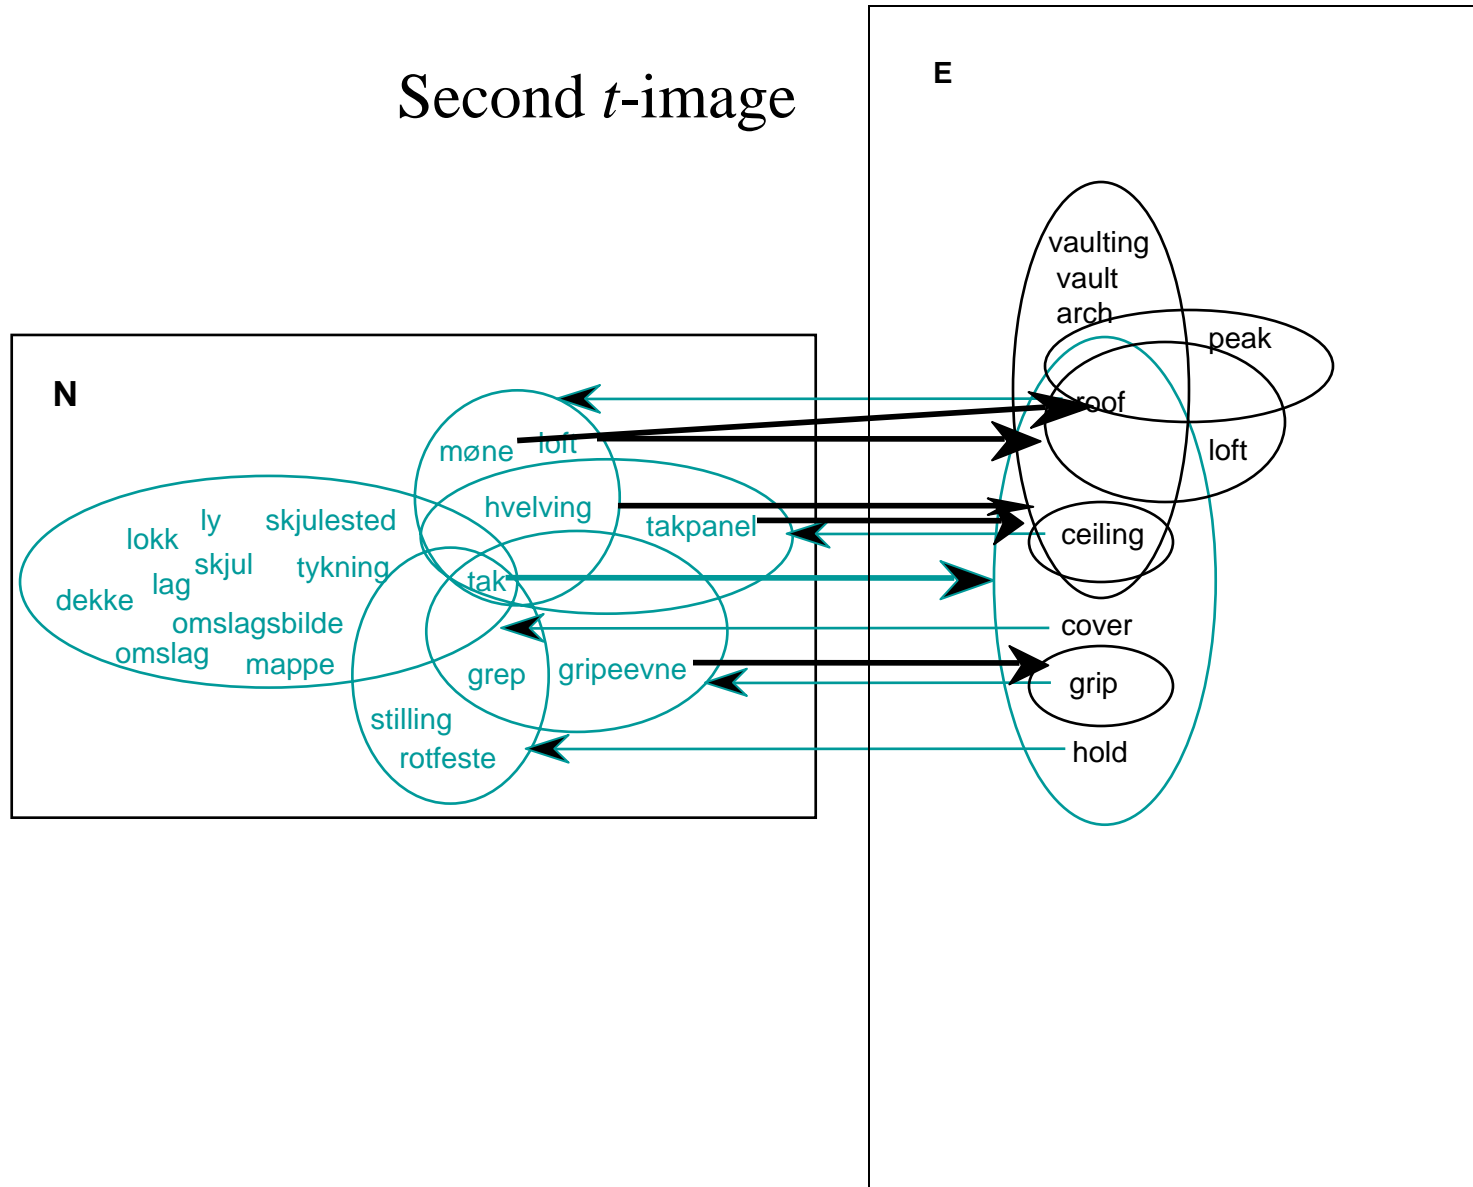 Second t-image
E
vaulting
vault
arch
peak
roof
loft
ceiling
cover
grip
hold
N
møne
loft
hvelving
takpanel
ly
skjulested
lokk
skjul
tykning
lag
dekke
tak
omslagsbilde
omslag
mappe
grep
gripeevne
stilling
rotfeste